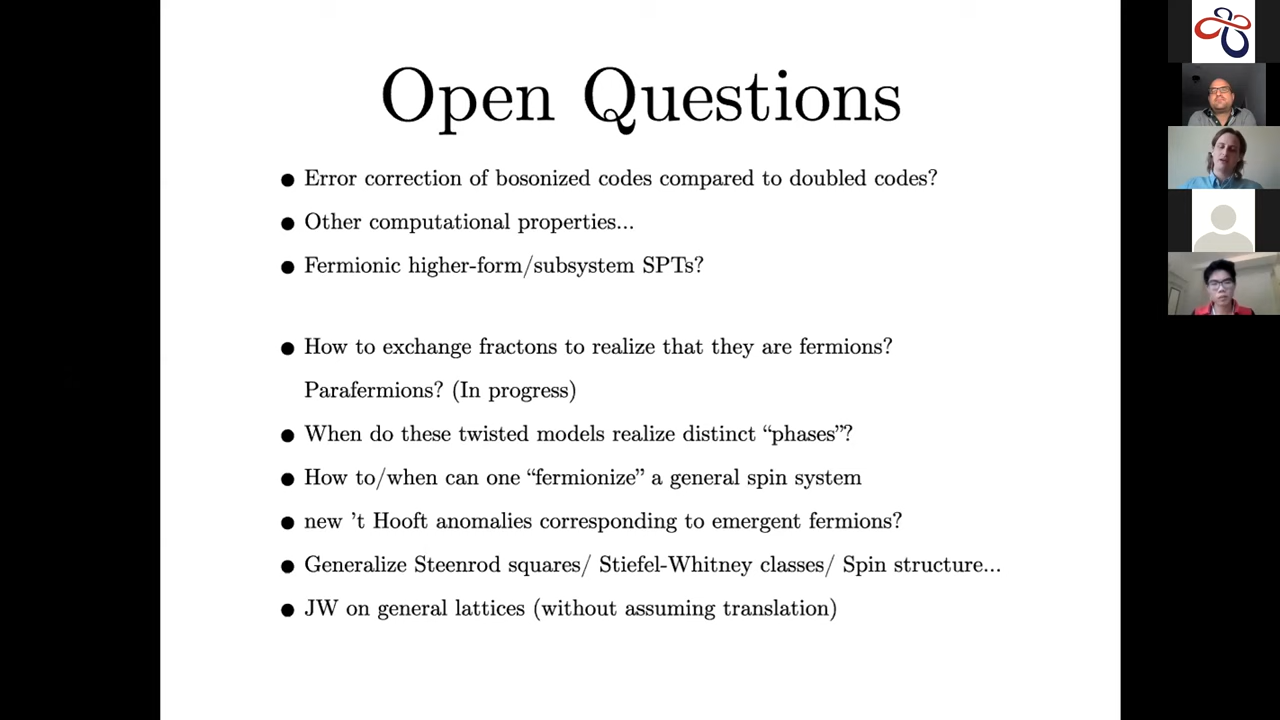 Open Questions
● Error correction of bosonized codes compared to doubled codes?
● Other computational properties...
● Fermionic higher-form/subsystem SPTs?
● How to exchange fractons to realize that they are fermions?
Parafermions? (In progress)
● When do these twisted models realize distinct “phases”?
● How to/when can one “fermionize” a general spin system
● new ’t Hooft anomalies corresponding to emergent fermions?
● Generalize Steenrod squares/ Stiefel-Whitney classes/ Spin structure...
● JW on general lattices (without assuming translation)